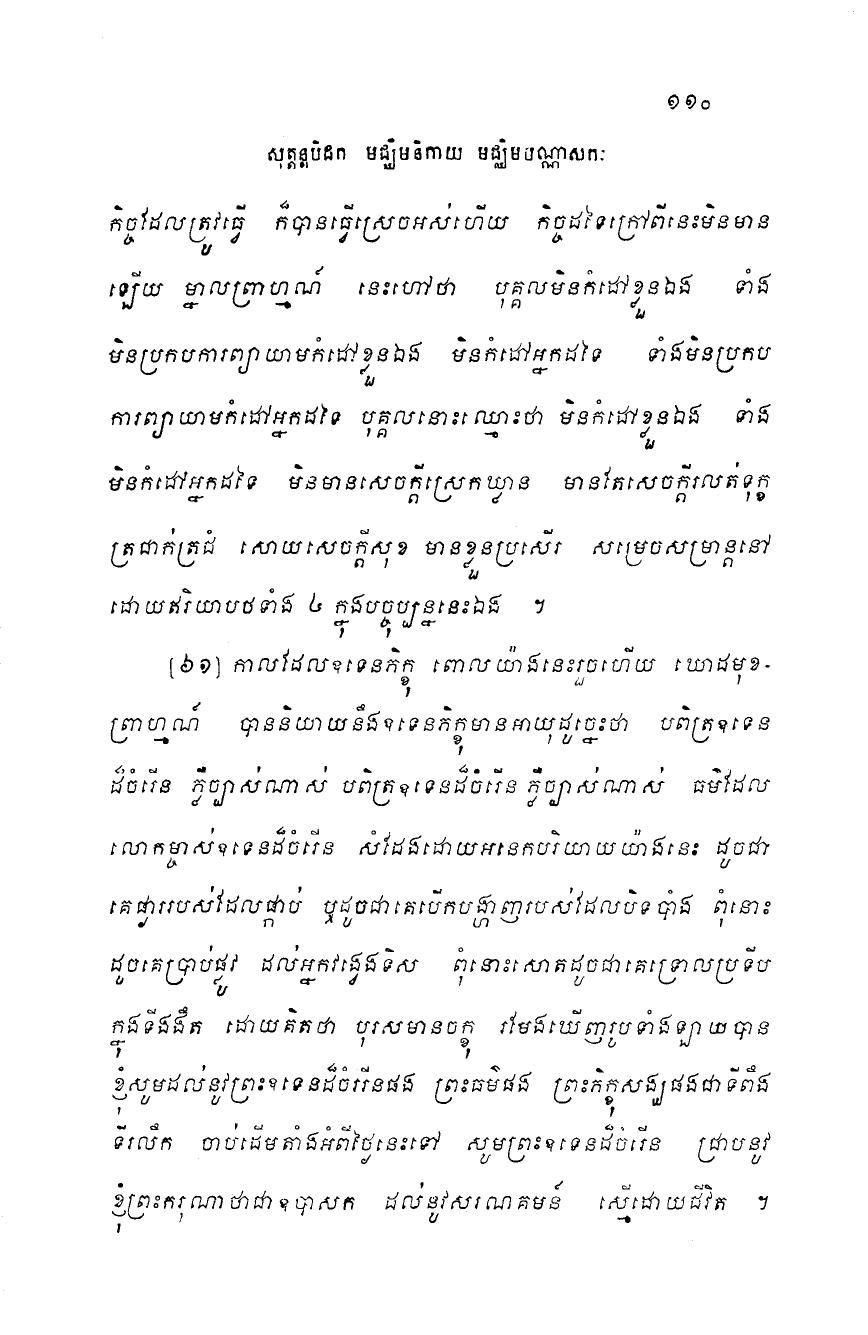 ១១០
សុត្តន្តបិដក មជ្ឈិមនិកាយ មជ្ឈិមបណ្ណាសកៈ
កិច្ចដែលត្រូវធ្វើ ក៏បានធ្វើស្រេចអស់ហើយ កិច្ចដទៃក្រៅពីនេះមិនមាន
ឡើយ ម្នាលព្រាហ្មណ៍ នេះហៅថា បុគ្គលមិនកំដៅខ្លួនឯង ទាំង
មិនប្រកបការព្យាយាមកំដៅខ្លួនឯង មិនកំដៅអ្នកដទៃ ទាំងមិនប្រកប
ការព្យាយាមកំដៅអ្នកដទៃ បុគ្គលនោះឈ្មោះថា មិនកំដៅខ្លួនឯង ទាំង
មិនកំដៅអ្នកដទៃ មិនមានសេចក្តីស្រេកឃ្លាន មានតែសេចក្តីរលត់ទុក្ខ
ត្រជាក់ត្រជំ សោយសេចក្តីសុខ មានខ្លួនប្រសើរ សម្រេចសម្រាន្តនៅ
ដោយឥរិយាបថទាំង ៤ ក្នុងបច្ចុប្បន្ននេះឯង ។
[៦១] កាលដែលឧទេនភិក្ខុ ពោលយ៉ាងនេះរួចហើយ ឃោដមុខ-
ព្រាហ្មណ៍ បាននិយាយនឹងឧទេនភិក្ខុមានអាយុដូច្នេះថា បពិត្រឧទេន
ដ៏ចំរើន ភ្លឺច្បាស់ណាស់ បពិត្រឧទេនដ៏ចំរើន ភ្លឺច្បាស់ណាស់ ធម៌ដែល
លោកម្ចាស់ឧទេនដ៏ចំរើន សំដែងដោយអនេកបរិយាយយ៉ាងនេះ ដូចជា
គេផ្ងាររបស់ដែលផ្កាប់ ឬដូចជាគេបើកបង្ហាញរបស់ដែលបិទបាំង ពុំនោះ
ដូចគេប្រាប់ផ្លូវ ដល់អ្នកវង្វេងទិស ពុំនោះសោតដូចជាគេទ្រោលប្រទីប
ក្នុងទីងងឹត ដោយគិតថា បុរសមានចក្ខុ រមែងឃើញរូបទាំងឡាយបាន
ខ្ញុំសូមដល់នូវព្រះឧទេនដ៏ចំរើនផង ព្រះធម៌ផង ព្រះភិក្ខុសង្ឃផងជាទីពឹង
ទីរលឹក ចាប់ដើមតាំងអំពីថ្ងៃនេះទៅ សូមព្រះឧទេនដ៏ចំរើន ជ្រាបនូវ
ខ្ញុំព្រះករុណាថាជាឧបាសក ដល់នូវសរណគមន៍ ស្មើដោយជីវិត ។